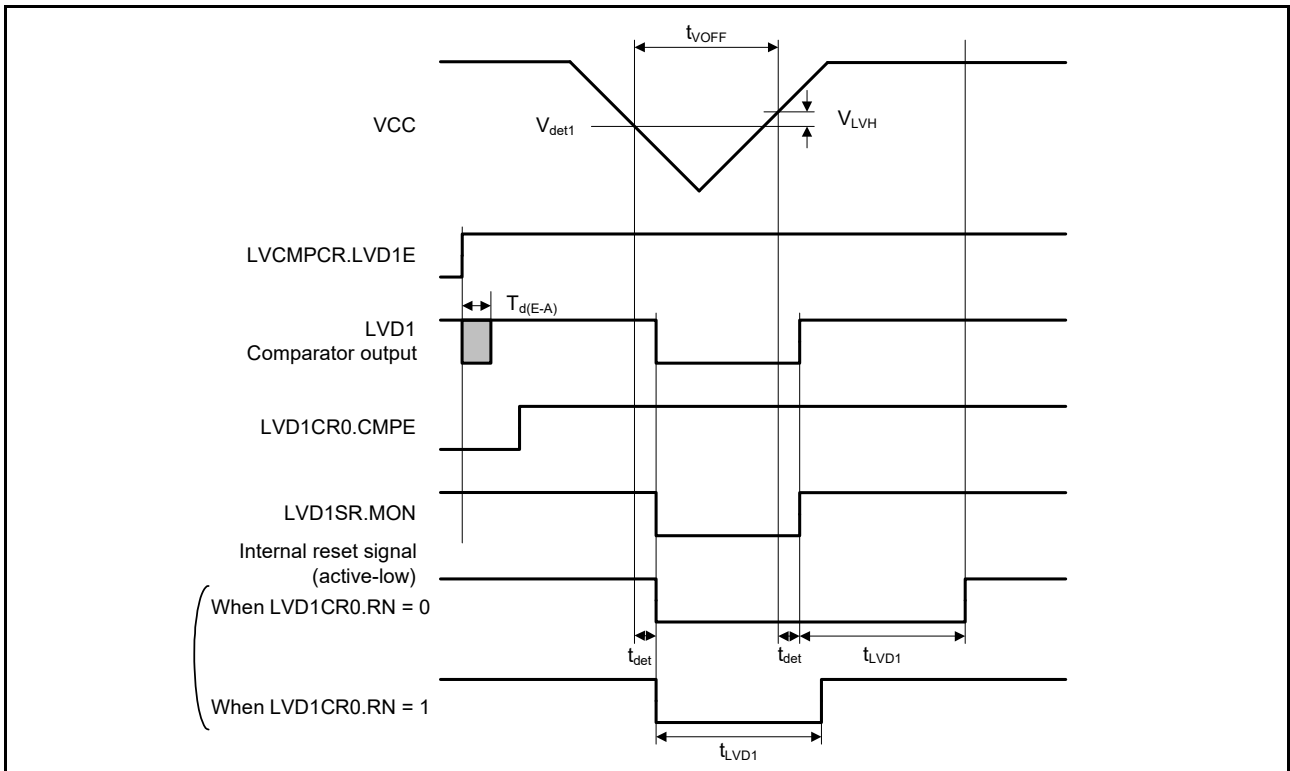 tVOFF
VCC
Vdet1
VLVH
LVCMPCR.LVD1E
Td(E-A)
LVD1
Comparator output
LVD1CR0.CMPE
LVD1SR.MON
Internal reset signal
(active-low)
When LVD1CR0.RN = 0
tdet
tdet
tLVD1
When LVD1CR0.RN = 1
tLVD1